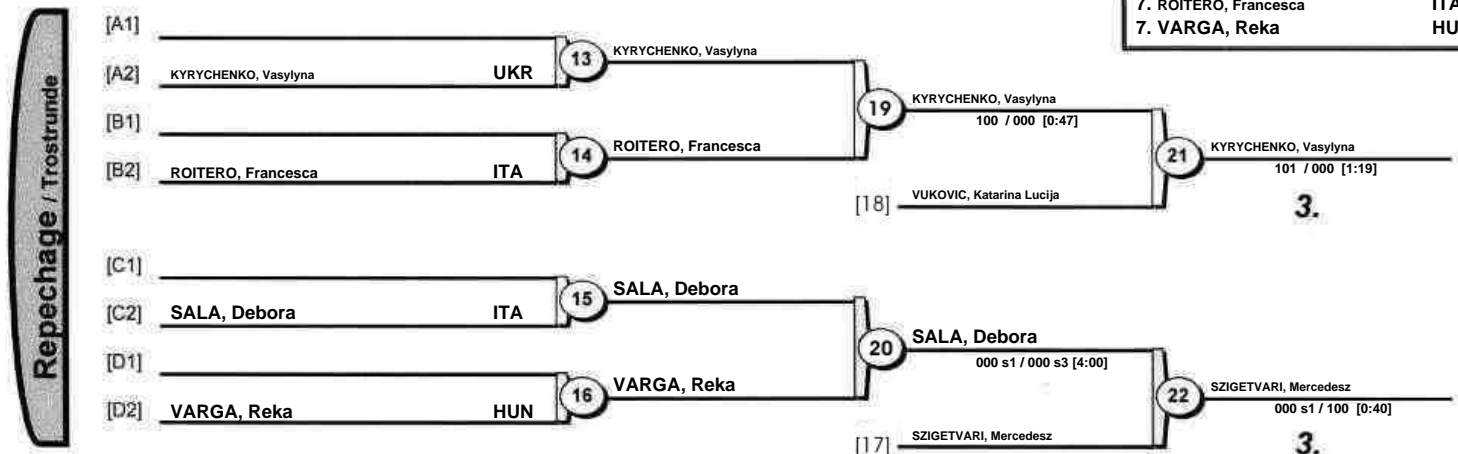 7. ROITERO, Francesca ITA
7. VARGA, Reka HU
Repechage / Trostrunde
[A1]
[A2] KYRYCHENKO, Vasylyna UKR
13 KYRYCHENKO, Vasylyna
[B1]
[B2] ROITERO, Francesca ITA
14 ROITERO, Francesca
19 KYRYCHENKO, Vasylyna
100 / 000 [0:47]
[18] VUKOVIC, Katarina Lucija
21 KYRYCHENKO, Vasylyna
101 / 000 [1:19]
3.
[C1]
[C2] SALA, Debora ITA
15 SALA, Debora
[D1]
[D2] VARGA, Reka HUN
16 VARGA, Reka
20 SALA, Debora
000 s1 / 000 s3 [4:00]
[17] SZIGETVARI, Mercedesz
22 SZIGETVARI, Mercedesz
000 s1 / 100 [0:40]
3.